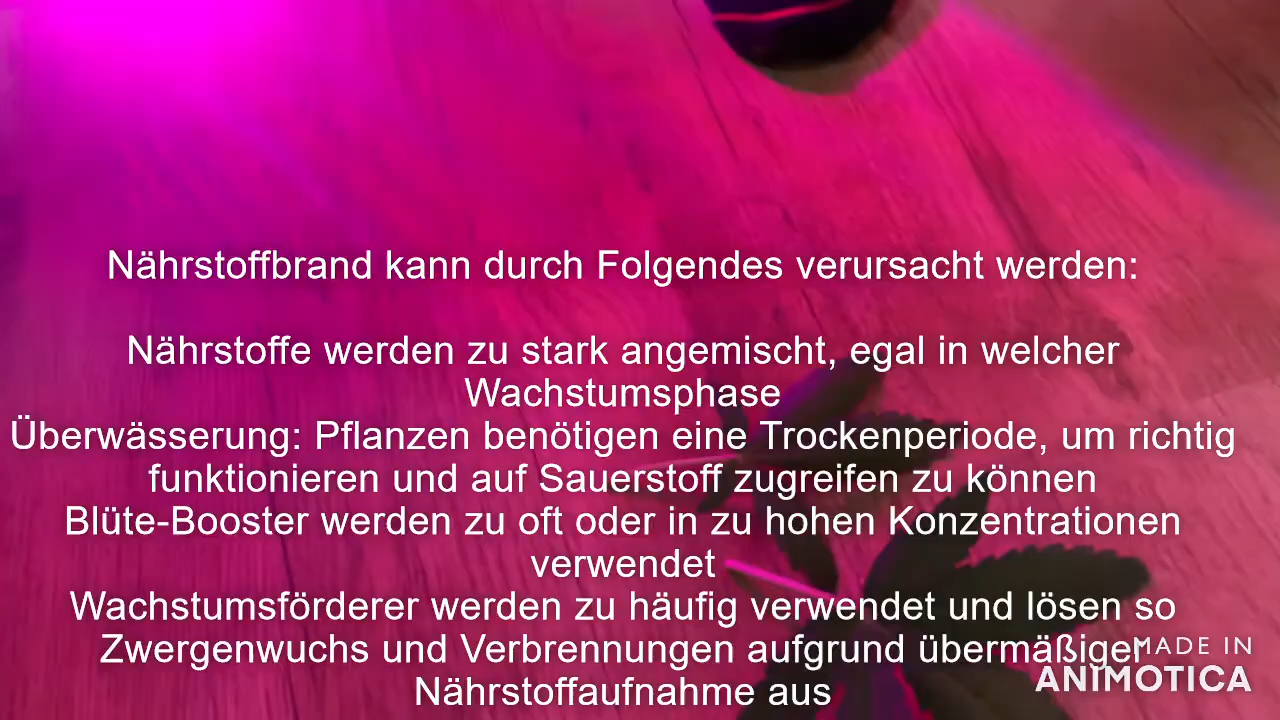 Nährstoffbrand kann durch Folgendes verursacht werden:
Nährstoffe werden zu stark angemischt, egal in welcher
Wachstumsphase
Überwässerung: Pflanzen benötigen eine Trockenperiode, um richtig
funktionieren und auf Sauerstoff zugreifen zu können
Blüte-Booster werden zu oft oder in zu hohen Konzentrationen
verwendet
Wachstumsförderer werden zu häufig verwendet und lösen so
Zwergenwuchs und Verbrennungen aufgrund übermäßiger
Nährstoffaufnahme aus
MADE IN
ANIMOTICA